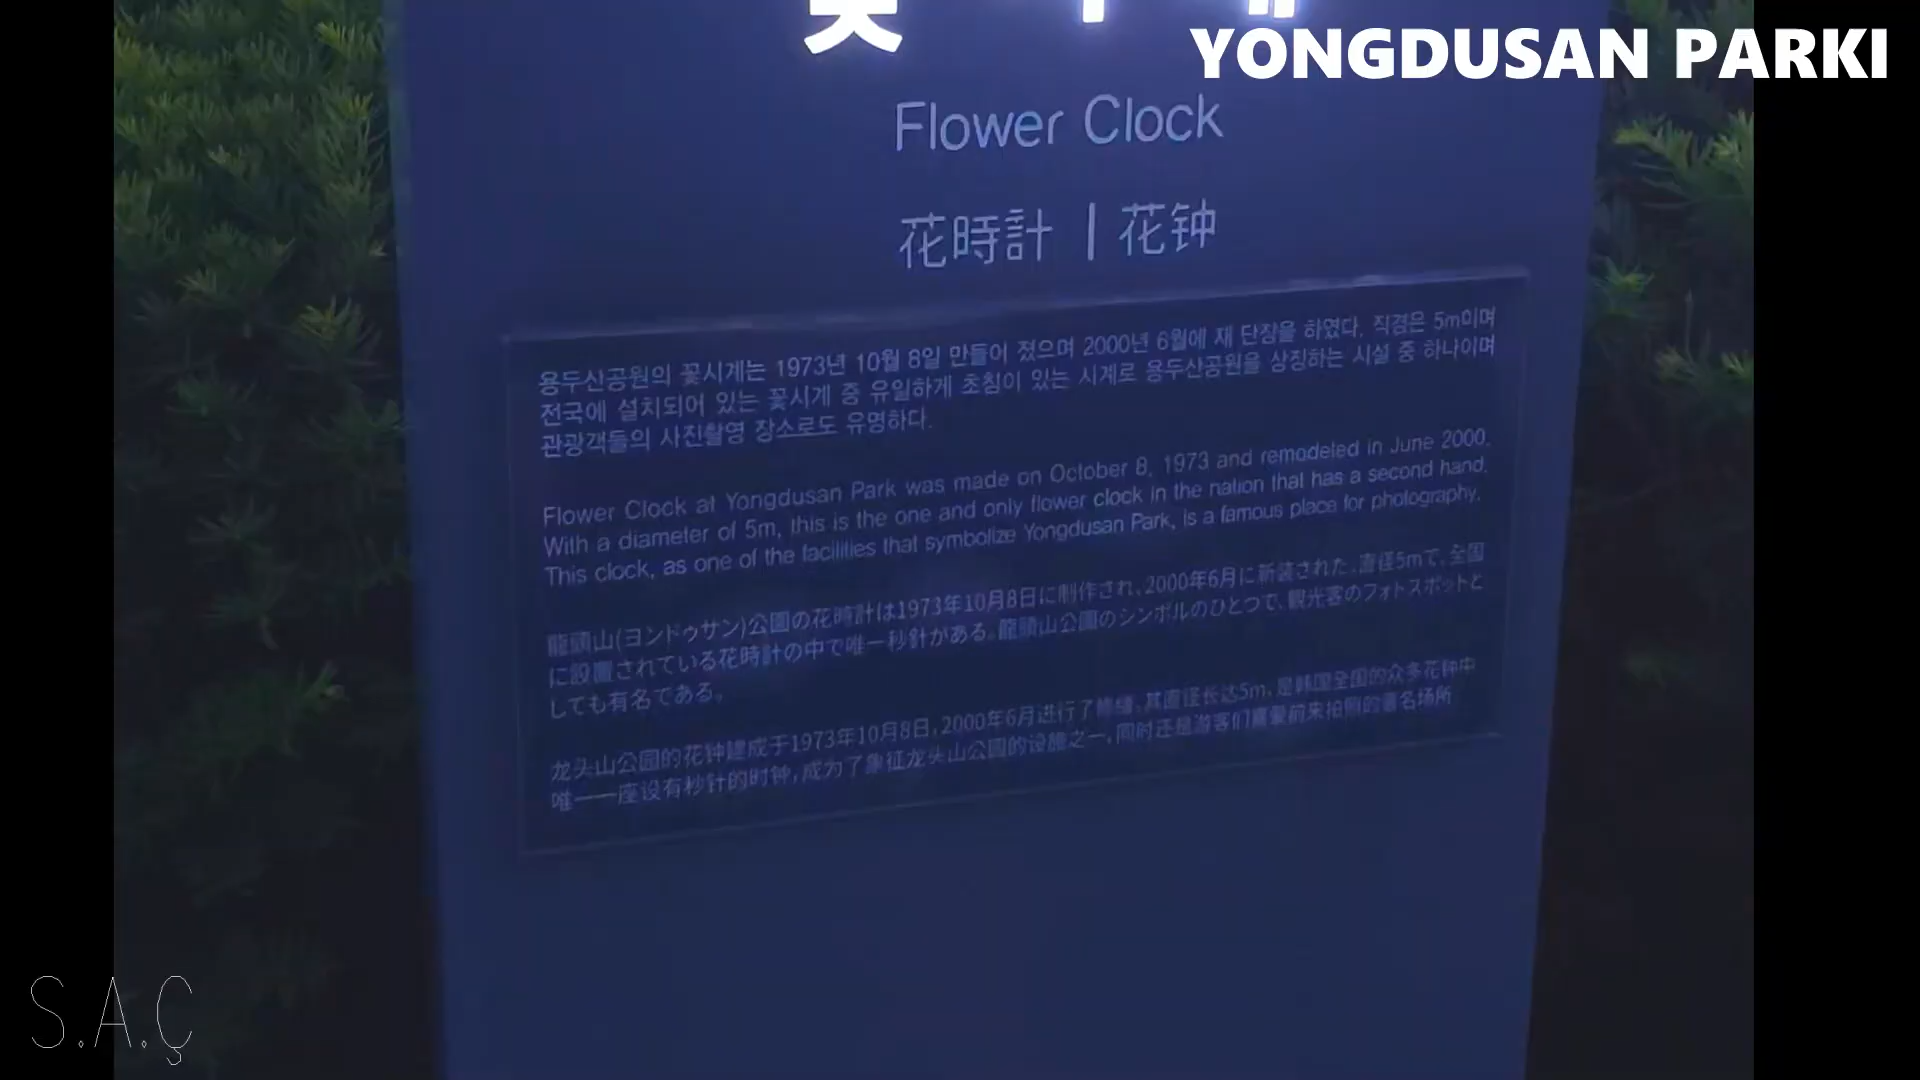 YONGDUSAN PARKI
Flower Clock
花時計 | 花钟
용두산공원의 꽃시계는 1973년 10월 8일 만들어 졌으며 2000년 6월에 재 단장을 하였다. 직경은 5m이며
전국에 설치되어 있는 꽃시계 중 유일하게 초침이 있는 시계로 용두산공원을 상징하는 시설 중 하나이며
관광객들의 사진촬영 장소로도 유명하다.
Flower Clock at Yongdusan Park was made on October 8, 1973 and remodeled in June 2000.
With a diameter of 5m, this is the one and only flower clock in the nation that has a second hand.
This clock, as one of the facilities that symbolize Yongdusan Park, is a famous place for photography.
龍頭山(ヨンドゥサン)公園の花時計は1973年10月8日に制作され、2000年6月に新装された。直径5mで、全国
に設置されている花時計の中で唯一秒針がある。龍頭山公園のシンボルのひとつで、観光客のフォトスポットと
しても有名である。
龙头山公园的花钟建成于1973年10月8日，2000年6月进行了修缮。其直径长达5m，是韩国全国的众多花钟中
唯一一座设有秒针的时钟，成为了象征龙头山公园的设施之一，同时还是游客们喜爱前来拍照的著名场所
S.A.Ç